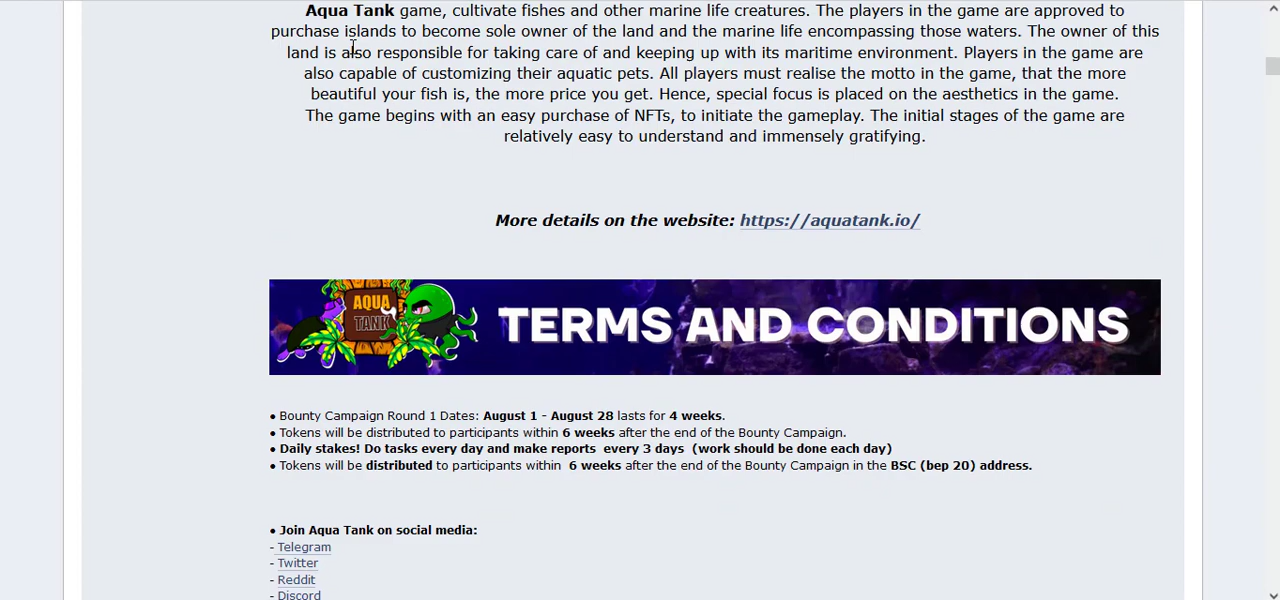 Aqua Tank game, cultivate fishes and other marine life creatures. The players in the game are approved to
purchase islands to become sole owner of the land and the marine life encompassing those waters. The owner of this
land is also responsible for taking care of and keeping up with its maritime environment. Players in the game are
also capable of customizing their aquatic pets. All players must realise the motto in the game, that the more
beautiful your fish is, the more price you get. Hence, special focus is placed on the aesthetics in the game.
The game begins with an easy purchase of NFTs, to initiate the gameplay. The initial stages of the game are
relatively easy to understand and immensely gratifying.
More details on the website: https://aquatank.io/
AQUA
TANK
TERMS AND CONDITIONS
● Bounty Campaign Round 1 Dates: August 1 - August 28 lasts for 4 weeks.
● Tokens will be distributed to participants within 6 weeks after the end of the Bounty Campaign.
● Daily stakes! Do tasks every day and make reports  every 3 days  (work should be done each day)
● Tokens will be distributed to participants within  6 weeks after the end of the Bounty Campaign in the BSC (bep 20) address.
● Join Aqua Tank on social media:
- Telegram
- Twitter
- Reddit
- Discord